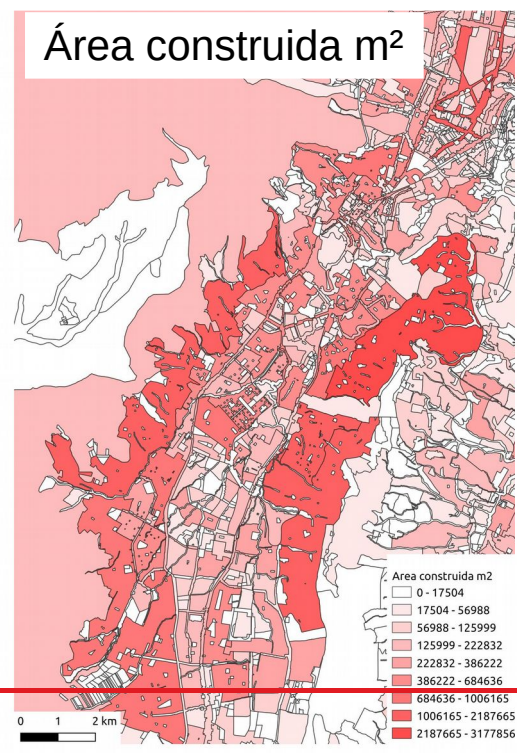 Área construida m²
Area construida m2
0 - 17504
17504 - 56988
56988 - 125999
125999 - 222832
222832 - 386222
386222 - 684636
684636 - 1006165
1006165 - 2187665
2187665 - 3177856
0 1 2 km